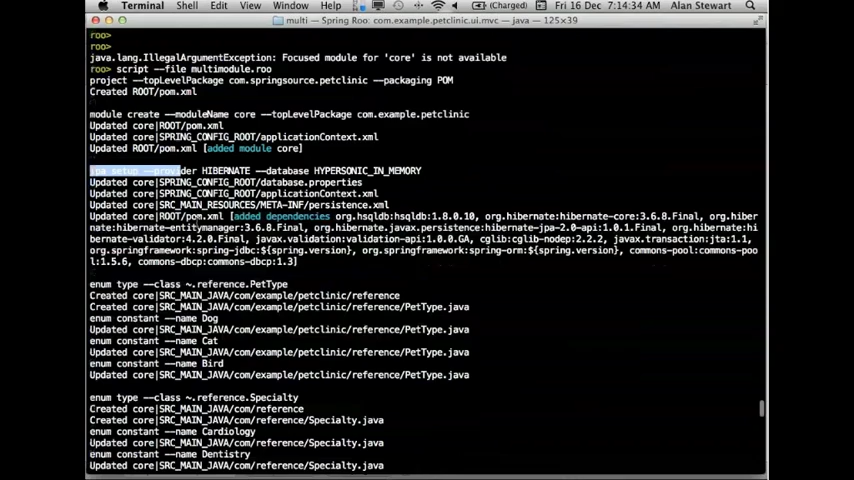 Terminal Shell Edit View Window Help (Charged) Fri 16 Dec 7:14:34 AM Alan Stewart
multi — Spring Roo: com.example.petclinic.ui.mvc — java — 125×39
roo>
roo>
java.lang.IllegalArgumentException: Focused module for 'core' is not available
roo> script --file multimodule.roo
project --topLevelPackage com.springsource.petclinic --packaging POM
Created ROOT/pom.xml
module create --moduleName core --topLevelPackage com.example.petclinic
Updated core|ROOT/pom.xml
Updated core|SPRING_CONFIG_ROOT/applicationContext.xml
Updated ROOT/pom.xml [added module core]
jpa setup --provider HIBERNATE --database HYPERSONIC_IN_MEMORY
Updated core|SPRING_CONFIG_ROOT/database.properties
Updated core|SPRING_CONFIG_ROOT/applicationContext.xml
Updated core|SRC_MAIN_RESOURCES/META-INF/persistence.xml
Updated core|ROOT/pom.xml [added dependencies org.hsqldb:hsqldb:1.8.0.10, org.hibernate:hibernate-core:3.6.8.Final, org.hiber
nate:hibernate-entitymanager:3.6.8.Final, org.hibernate.javax.persistence:hibernate-jpa-2.0-api:1.0.1.Final, org.hibernate:hi
bernate-validator:4.2.0.Final, javax.validation:validation-api:1.0.0.GA, cglib:cglib-nodep:2.2.2, javax.transaction:jta:1.1,
org.springframework:spring-jdbc:${spring.version}, org.springframework:spring-orm:${spring.version}, commons-pool:commons-poo
l:1.5.6, commons-dbcp:commons-dbcp:1.3]
enum type --class ~.reference.PetType
Created core|SRC_MAIN_JAVA/com/example/petclinic/reference
Created core|SRC_MAIN_JAVA/com/example/petclinic/reference/PetType.java
enum constant --name Dog
Updated core|SRC_MAIN_JAVA/com/example/petclinic/reference/PetType.java
enum constant --name Cat
Updated core|SRC_MAIN_JAVA/com/example/petclinic/reference/PetType.java
enum constant --name Bird
Updated core|SRC_MAIN_JAVA/com/example/petclinic/reference/PetType.java
enum type --class ~.reference.Specialty
Created core|SRC_MAIN_JAVA/com/reference
Created core|SRC_MAIN_JAVA/com/reference/Specialty.java
enum constant --name Cardiology
Updated core|SRC_MAIN_JAVA/com/reference/Specialty.java
enum constant --name Dentistry
Updated core|SRC_MAIN_JAVA/com/reference/Specialty.java